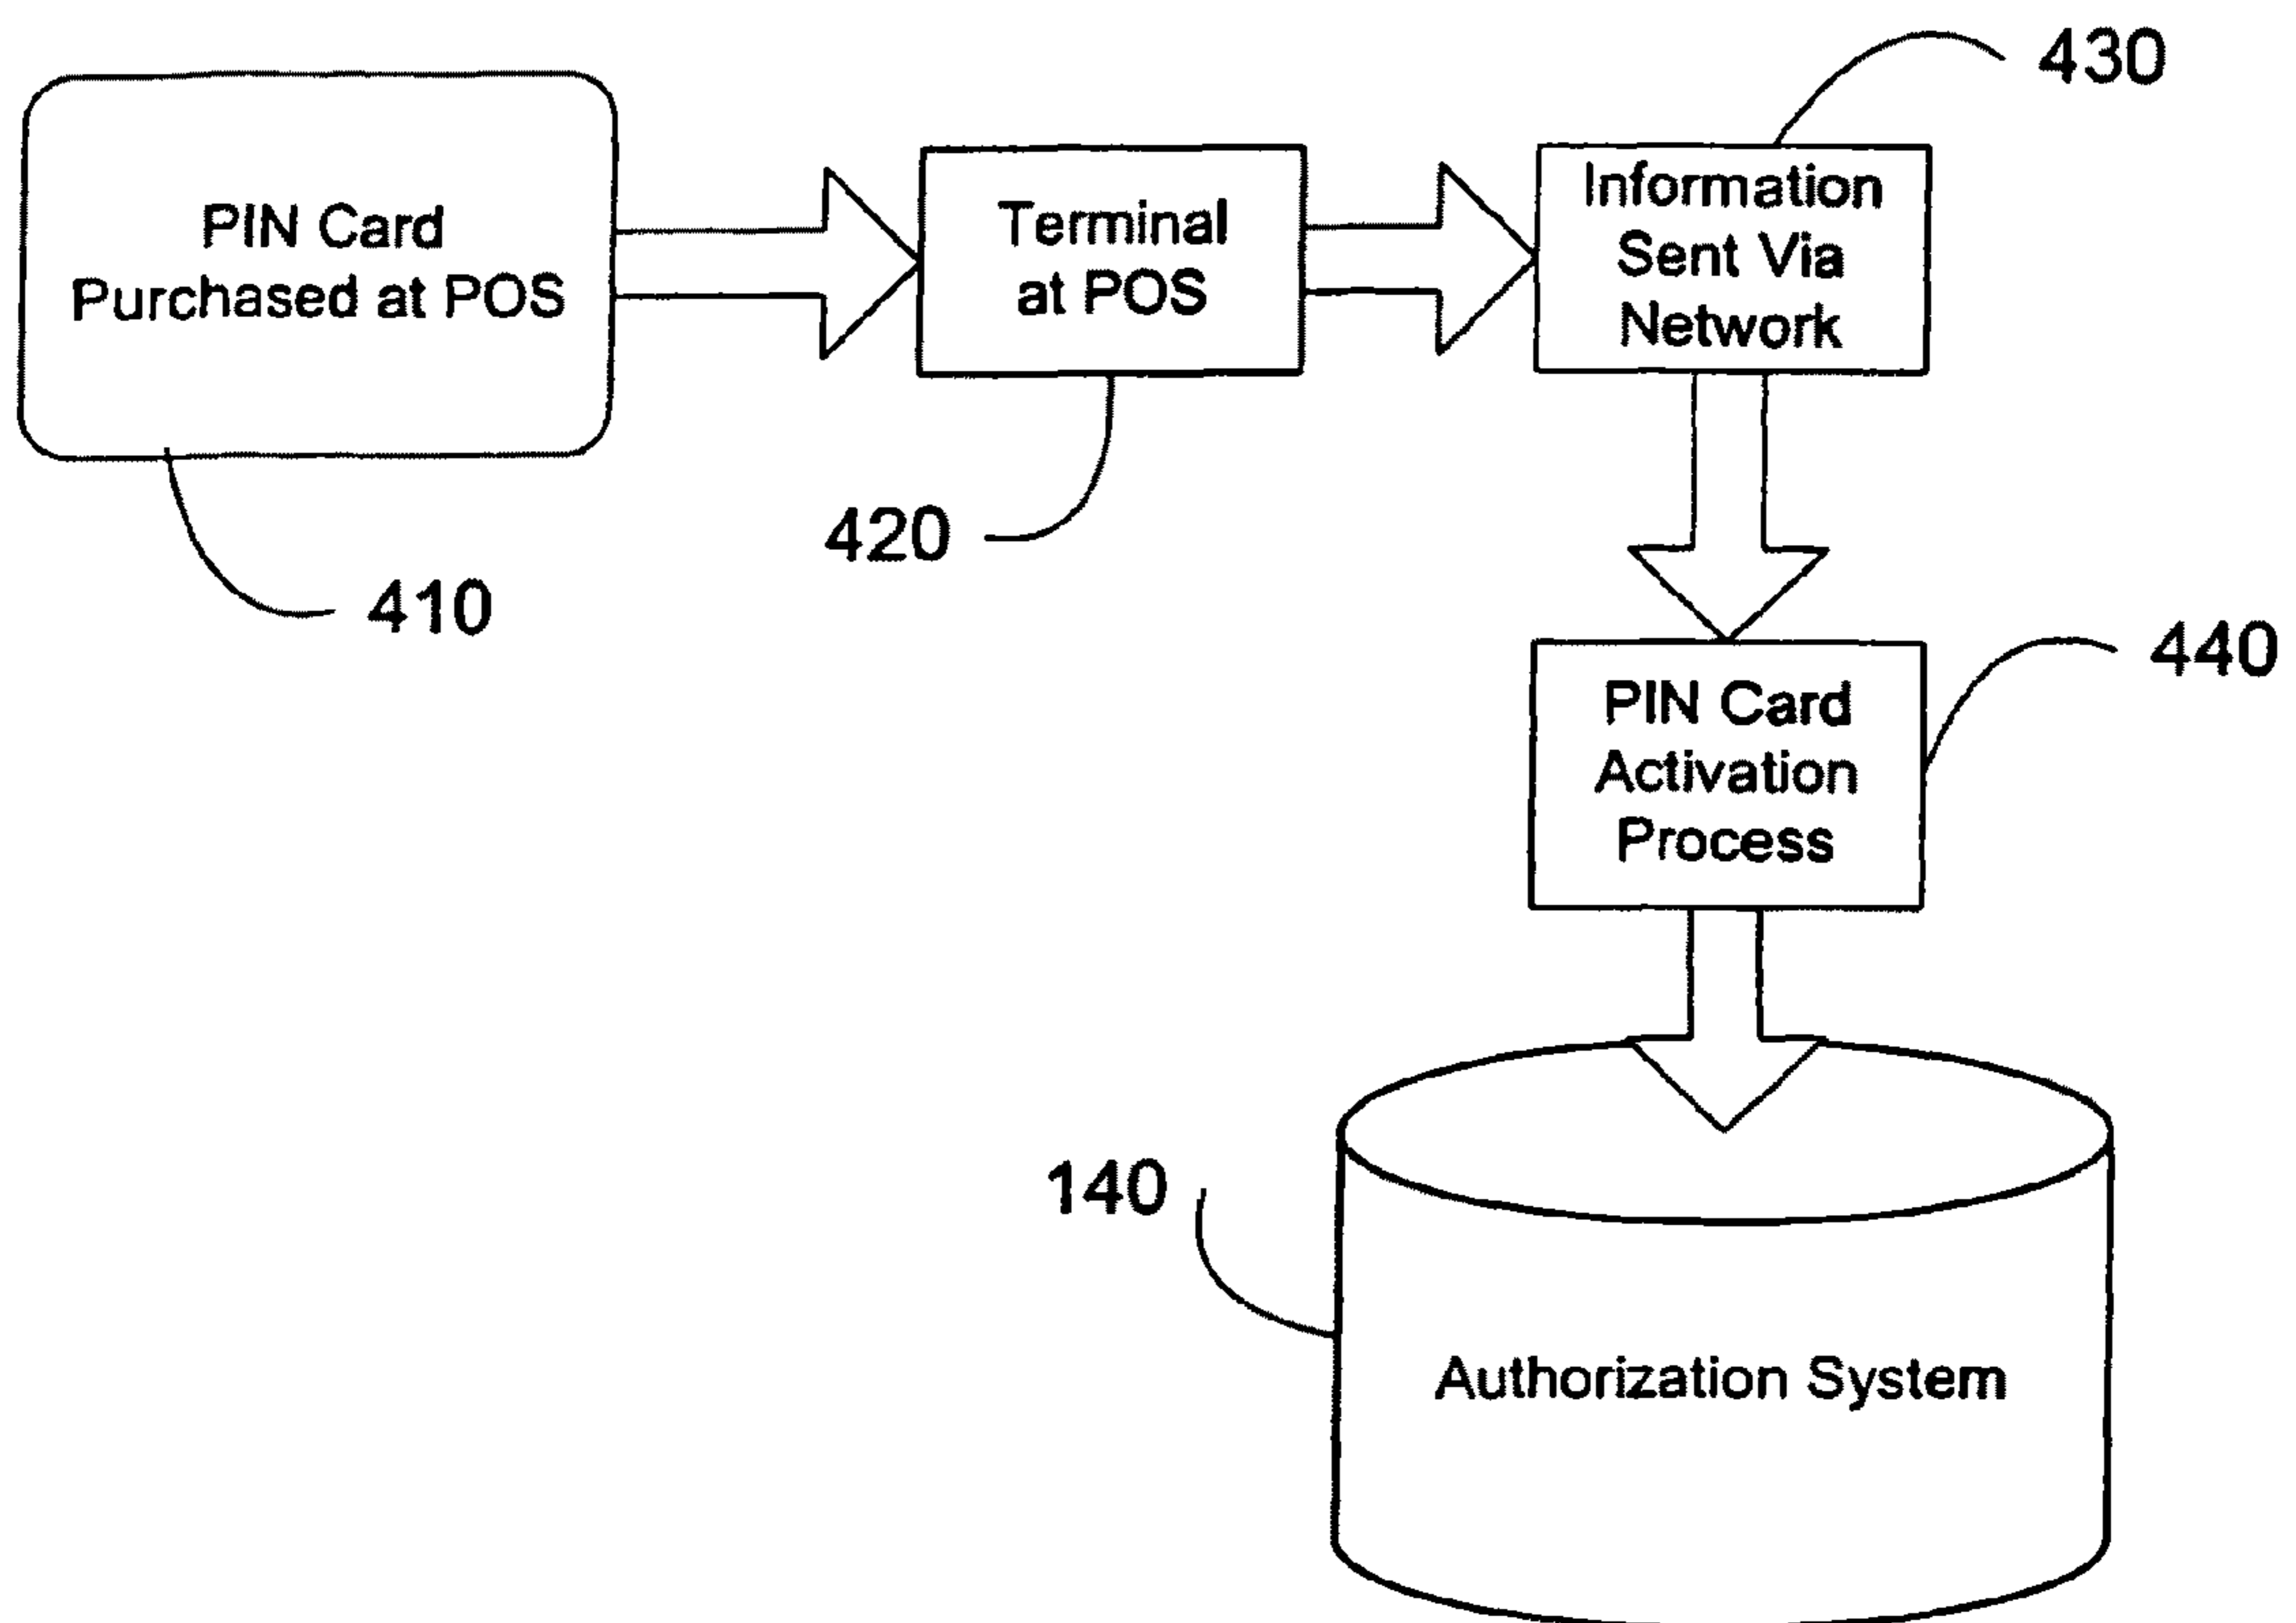 430
PIN Card
Purchased at POS
Terminal
at POS
Information
Sent Via
Network
420
410
440
PIN Card
Activation
Process
140
Authorization System